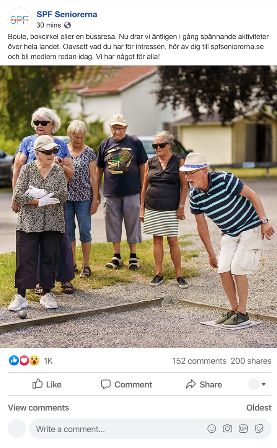 SPF
SPF Seniorerna
30 mins
Boule, bokcirkel eller en bussresa. Nu drar vi äntligen i gång spännande aktiviteter
över hela landet. Oavsett vad du har för intressen, hör av dig till spfseniorerna.se
och bli medlem redan idag. Vi har något för alla!
1K 152 comments 200 shares
Like Comment Share
View comments Oldest
Write a comment...
GIF